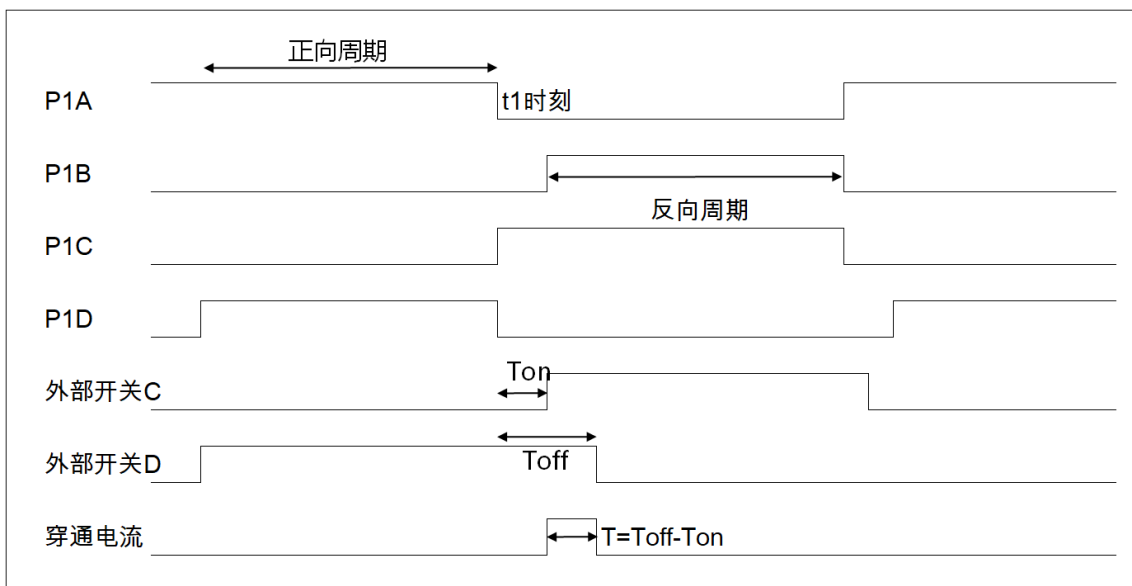 正向周期
P1A
t1时刻
P1B
反向周期
P1C
P1D
Ton
外部开关C
外部开关D
Toff
穿通电流
T=Toff-Ton